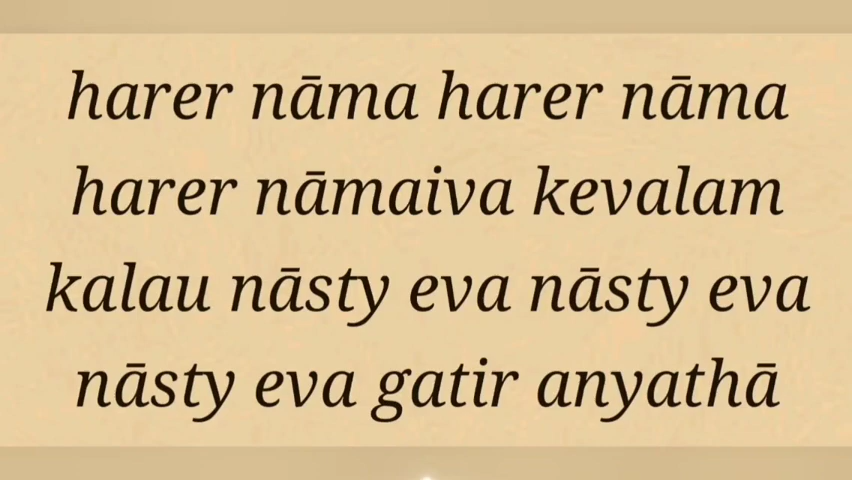 harer nāma harer nāma
harer nāmaiva kevalam
kalau nāsty eva nāsty eva
nāsty eva gatir anyathā